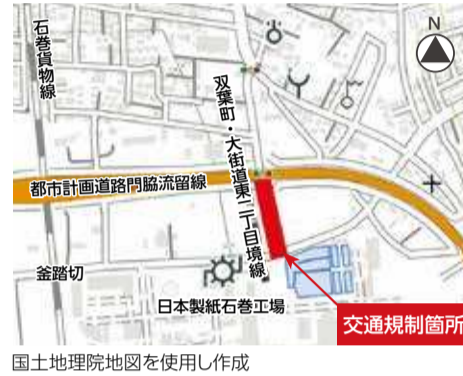 N
石巻貨物線
双葉町・大街道東二丁目境線
都市計画道路門脇流留線
釜踏切
日本製紙石巻工場
交通規制箇所
国土地理院地図を使用し作成